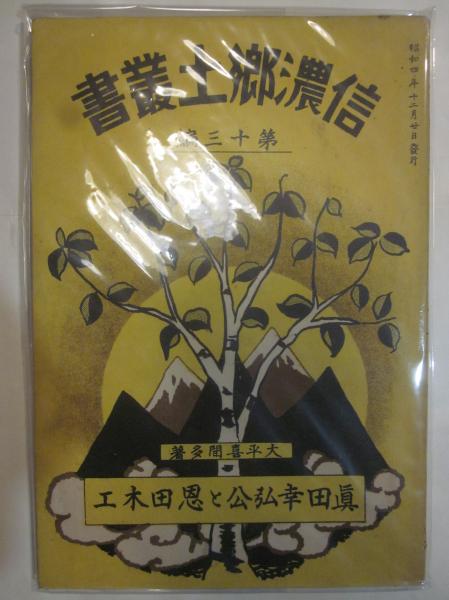 昭和四年十二月廿日發行
信濃鄕土叢書
第十三編
大平喜間多著
眞田幸弘公と恩田木工